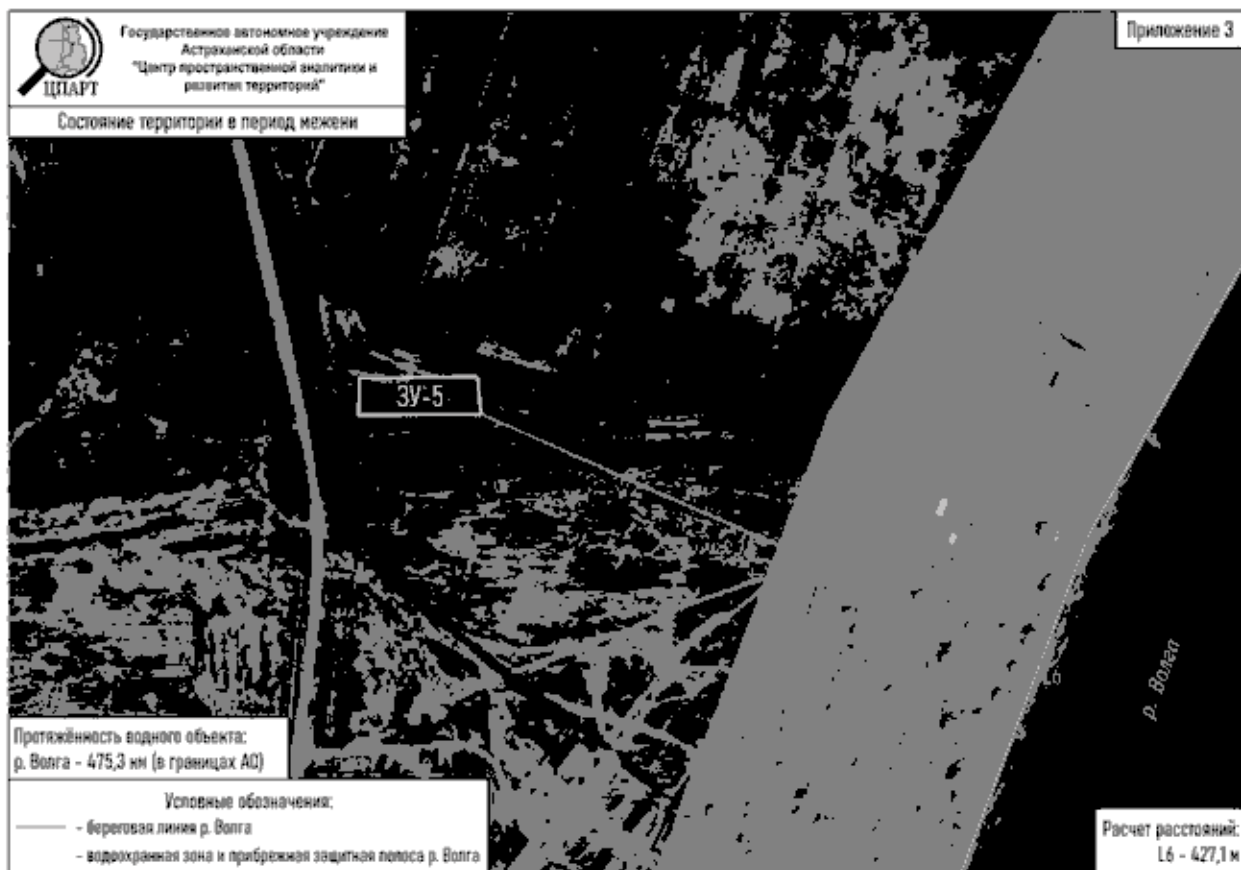 ЦПАРТ
Государственное автономное учреждение
Астраханской области
"Центр пространственной аналитики и
развития территорий"
Состояние территории в период межени
Приложение 3
ЗУ-5
р. Волга
Протяжённость водного объекта:
р. Волга - 475,3 км (в границах АО)
Условные обозначения:
- береговая линия р. Волга
- водоохранная зона и прибрежная защитная полоса р. Волга
Расчет расстояний:
L6 - 427,1 м